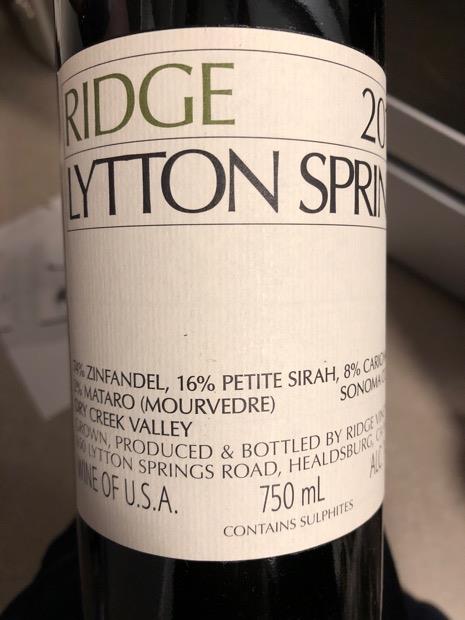 RIDGE 20
LYTTON SPRIN
% ZINFANDEL, 16% PETITE SIRAH, 8% CARIG
% MATARO (MOURVEDRE) SONOMA
DRY CREEK VALLEY
GROWN, PRODUCED & BOTTLED BY RIDGE VIN
LYTTON SPRINGS ROAD, HEALDSBURG, C
WINE OF U.S.A. 750 mL ALC
CONTAINS SULPHITES